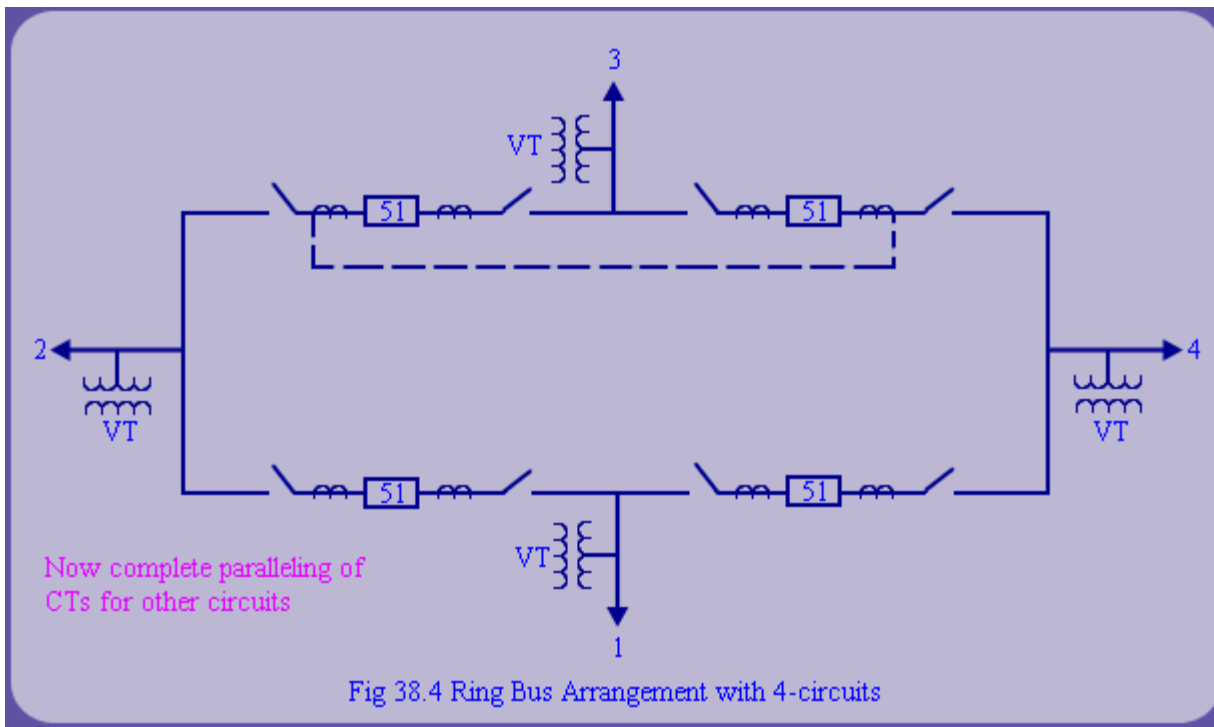 3
VT
51
51
2
VT
4
VT
51
51
VT
Now complete paralleling of
CTs for other circuits
1
Fig 38.4 Ring Bus Arrangement with 4-circuits